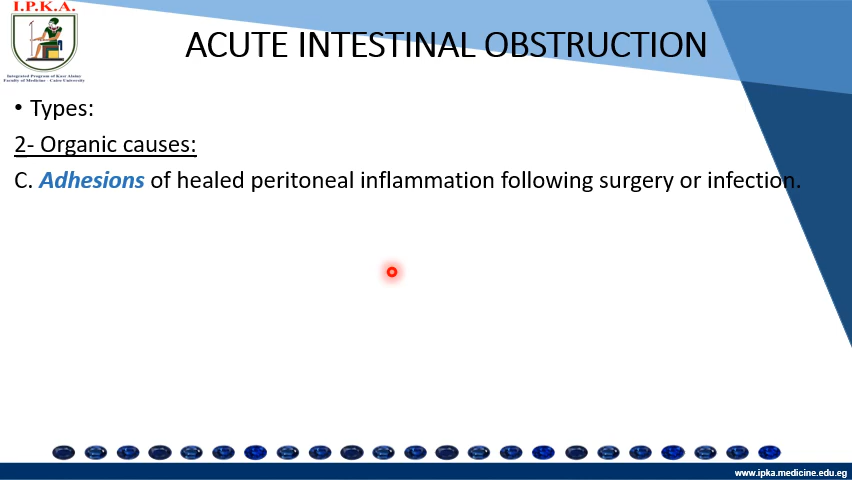 I.P.K.A.
Integrated Program of Kasr Alainy
Faculty of Medicine - Cairo University
ACUTE INTESTINAL OBSTRUCTION
• Types:
2- Organic causes:
C. Adhesions of healed peritoneal inflammation following surgery or infection.
www.ipka.medicine.edu.eg